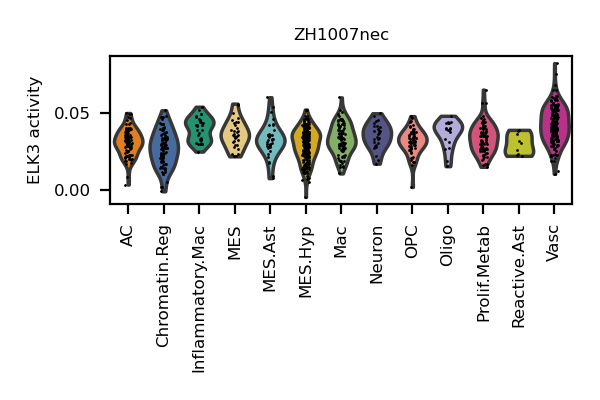 ZH1007nec
ELK3 activity
0.05
0.00
AC
Chromatin.Reg
Inflammatory.Mac
MES
MES.Ast
MES.Hyp
Mac
Neuron
OPC
Oligo
Prolif.Metab
Reactive.Ast
Vasc